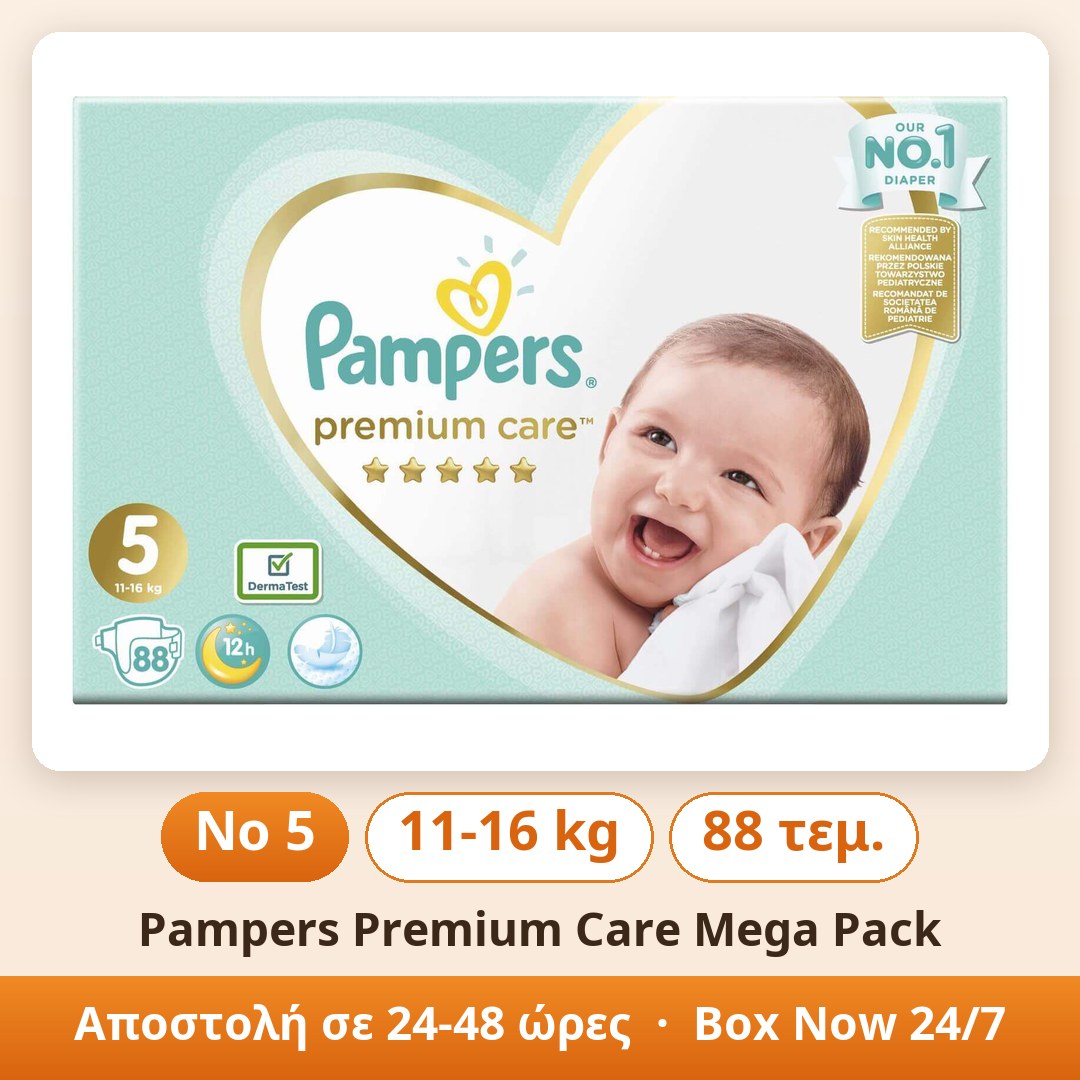 OUR
NO.1
DIAPER
RECOMMENDED BY
SKIN HEALTH
ALLIANCE
REKOMENDOWANA
PRZEZ POLSKIE
TOWARZYSTWO
PEDIATRYCZNE
RECOMANDAT DE
SOCIETATEA
ROMÂNĂ DE
PEDIATRIE
Pampers®
premium care™
5
11-16 kg
DermaTest
88
12h
No 5
11-16 kg
88 τεμ.
Pampers Premium Care Mega Pack
Αποστολή σε 24-48 ώρες · Box Now 24/7